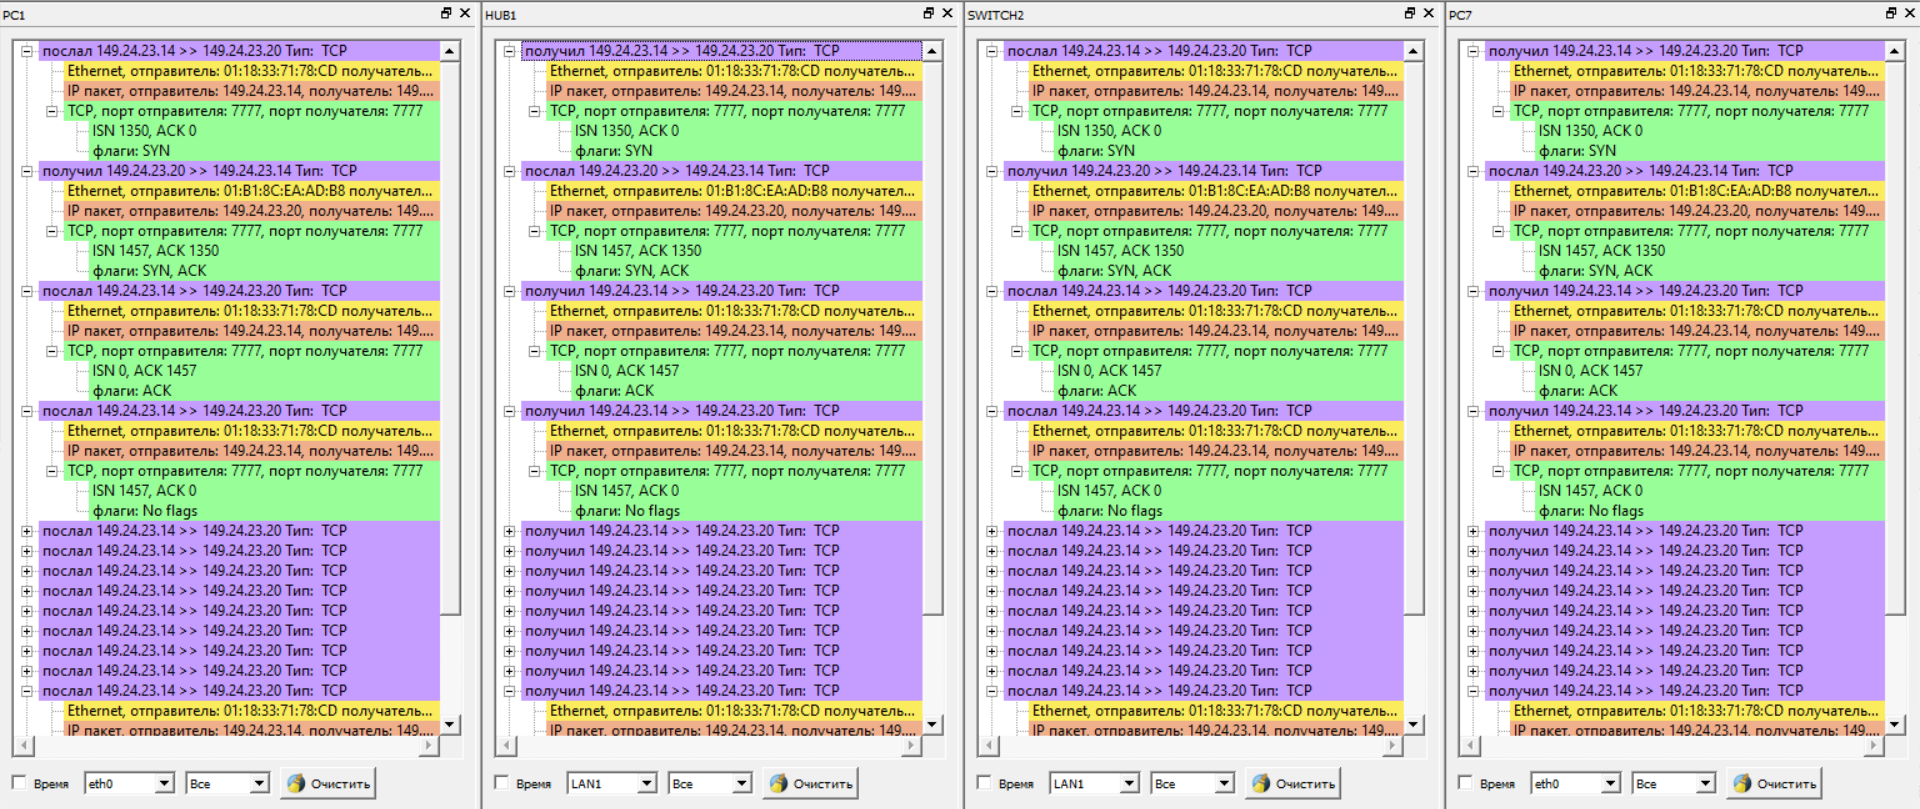 PC1
послал 149.24.23.14 >> 149.24.23.20 Тип: TCP
Ethernet, отправитель: 01:18:33:71:78:CD получатель...
IP пакет, отправитель: 149.24.23.14, получатель: 149....
TCP, порт отправителя: 7777, порт получателя: 7777
ISN 1350, ACK 0
флаги: SYN
получил 149.24.23.20 >> 149.24.23.14 Тип: TCP
Ethernet, отправитель: 01:B1:8C:EA:AD:B8 получател...
IP пакет, отправитель: 149.24.23.20, получатель: 149....
TCP, порт отправителя: 7777, порт получателя: 7777
ISN 1457, ACK 1350
флаги: SYN, ACK
послал 149.24.23.14 >> 149.24.23.20 Тип: TCP
Ethernet, отправитель: 01:18:33:71:78:CD получатель...
IP пакет, отправитель: 149.24.23.14, получатель: 149....
TCP, порт отправителя: 7777, порт получателя: 7777
ISN 0, ACK 1457
флаги: ACK
послал 149.24.23.14 >> 149.24.23.20 Тип: TCP
Ethernet, отправитель: 01:18:33:71:78:CD получатель...
IP пакет, отправитель: 149.24.23.14, получатель: 149....
TCP, порт отправителя: 7777, порт получателя: 7777
ISN 1457, ACK 0
флаги: No flags
послал 149.24.23.14 >> 149.24.23.20 Тип: TCP
послал 149.24.23.14 >> 149.24.23.20 Тип: TCP
послал 149.24.23.14 >> 149.24.23.20 Тип: TCP
послал 149.24.23.14 >> 149.24.23.20 Тип: TCP
послал 149.24.23.14 >> 149.24.23.20 Тип: TCP
послал 149.24.23.14 >> 149.24.23.20 Тип: TCP
послал 149.24.23.14 >> 149.24.23.20 Тип: TCP
послал 149.24.23.14 >> 149.24.23.20 Тип: TCP
послал 149.24.23.14 >> 149.24.23.20 Тип: TCP
Ethernet, отправитель: 01:18:33:71:78:CD получатель...
IP пакет, отправитель: 149.24.23.14, получатель: 149....
Время eth0 Все Очистить
HUB1
получил 149.24.23.14 >> 149.24.23.20 Тип: TCP
Ethernet, отправитель: 01:18:33:71:78:CD получатель...
IP пакет, отправитель: 149.24.23.14, получатель: 149....
TCP, порт отправителя: 7777, порт получателя: 7777
ISN 1350, ACK 0
флаги: SYN
послал 149.24.23.20 >> 149.24.23.14 Тип: TCP
Ethernet, отправитель: 01:B1:8C:EA:AD:B8 получател...
IP пакет, отправитель: 149.24.23.20, получатель: 149....
TCP, порт отправителя: 7777, порт получателя: 7777
ISN 1457, ACK 1350
флаги: SYN, ACK
получил 149.24.23.14 >> 149.24.23.20 Тип: TCP
Ethernet, отправитель: 01:18:33:71:78:CD получатель...
IP пакет, отправитель: 149.24.23.14, получатель: 149....
TCP, порт отправителя: 7777, порт получателя: 7777
ISN 0, ACK 1457
флаги: ACK
получил 149.24.23.14 >> 149.24.23.20 Тип: TCP
Ethernet, отправитель: 01:18:33:71:78:CD получатель...
IP пакет, отправитель: 149.24.23.14, получатель: 149....
TCP, порт отправителя: 7777, порт получателя: 7777
ISN 1457, ACK 0
флаги: No flags
получил 149.24.23.14 >> 149.24.23.20 Тип: TCP
получил 149.24.23.14 >> 149.24.23.20 Тип: TCP
получил 149.24.23.14 >> 149.24.23.20 Тип: TCP
получил 149.24.23.14 >> 149.24.23.20 Тип: TCP
получил 149.24.23.14 >> 149.24.23.20 Тип: TCP
получил 149.24.23.14 >> 149.24.23.20 Тип: TCP
получил 149.24.23.14 >> 149.24.23.20 Тип: TCP
получил 149.24.23.14 >> 149.24.23.20 Тип: TCP
получил 149.24.23.14 >> 149.24.23.20 Тип: TCP
Ethernet, отправитель: 01:18:33:71:78:CD получатель...
IP пакет, отправитель: 149.24.23.14, получатель: 149....
Время LAN1 Все Очистить
SWITCH2
послал 149.24.23.14 >> 149.24.23.20 Тип: TCP
Ethernet, отправитель: 01:18:33:71:78:CD получатель...
IP пакет, отправитель: 149.24.23.14, получатель: 149....
TCP, порт отправителя: 7777, порт получателя: 7777
ISN 1350, ACK 0
флаги: SYN
получил 149.24.23.20 >> 149.24.23.14 Тип: TCP
Ethernet, отправитель: 01:B1:8C:EA:AD:B8 получател...
IP пакет, отправитель: 149.24.23.20, получатель: 149....
TCP, порт отправителя: 7777, порт получателя: 7777
ISN 1457, ACK 1350
флаги: SYN, ACK
послал 149.24.23.14 >> 149.24.23.20 Тип: TCP
Ethernet, отправитель: 01:18:33:71:78:CD получатель...
IP пакет, отправитель: 149.24.23.14, получатель: 149....
TCP, порт отправителя: 7777, порт получателя: 7777
ISN 0, ACK 1457
флаги: ACK
послал 149.24.23.14 >> 149.24.23.20 Тип: TCP
Ethernet, отправитель: 01:18:33:71:78:CD получатель...
IP пакет, отправитель: 149.24.23.14, получатель: 149....
TCP, порт отправителя: 7777, порт получателя: 7777
ISN 1457, ACK 0
флаги: No flags
послал 149.24.23.14 >> 149.24.23.20 Тип: TCP
послал 149.24.23.14 >> 149.24.23.20 Тип: TCP
послал 149.24.23.14 >> 149.24.23.20 Тип: TCP
послал 149.24.23.14 >> 149.24.23.20 Тип: TCP
послал 149.24.23.14 >> 149.24.23.20 Тип: TCP
послал 149.24.23.14 >> 149.24.23.20 Тип: TCP
послал 149.24.23.14 >> 149.24.23.20 Тип: TCP
послал 149.24.23.14 >> 149.24.23.20 Тип: TCP
послал 149.24.23.14 >> 149.24.23.20 Тип: TCP
Ethernet, отправитель: 01:18:33:71:78:CD получатель...
IP пакет, отправитель: 149.24.23.14, получатель: 149....
Время LAN1 Все Очистить
PC7
получил 149.24.23.14 >> 149.24.23.20 Тип: TCP
Ethernet, отправитель: 01:18:33:71:78:CD получатель...
IP пакет, отправитель: 149.24.23.14, получатель: 149....
TCP, порт отправителя: 7777, порт получателя: 7777
ISN 1350, ACK 0
флаги: SYN
послал 149.24.23.20 >> 149.24.23.14 Тип: TCP
Ethernet, отправитель: 01:B1:8C:EA:AD:B8 получател...
IP пакет, отправитель: 149.24.23.20, получатель: 149....
TCP, порт отправителя: 7777, порт получателя: 7777
ISN 1457, ACK 1350
флаги: SYN, ACK
получил 149.24.23.14 >> 149.24.23.20 Тип: TCP
Ethernet, отправитель: 01:18:33:71:78:CD получатель...
IP пакет, отправитель: 149.24.23.14, получатель: 149....
TCP, порт отправителя: 7777, порт получателя: 7777
ISN 0, ACK 1457
флаги: ACK
получил 149.24.23.14 >> 149.24.23.20 Тип: TCP
Ethernet, отправитель: 01:18:33:71:78:CD получатель...
IP пакет, отправитель: 149.24.23.14, получатель: 149....
TCP, порт отправителя: 7777, порт получателя: 7777
ISN 1457, ACK 0
флаги: No flags
получил 149.24.23.14 >> 149.24.23.20 Тип: TCP
получил 149.24.23.14 >> 149.24.23.20 Тип: TCP
получил 149.24.23.14 >> 149.24.23.20 Тип: TCP
получил 149.24.23.14 >> 149.24.23.20 Тип: TCP
получил 149.24.23.14 >> 149.24.23.20 Тип: TCP
получил 149.24.23.14 >> 149.24.23.20 Тип: TCP
получил 149.24.23.14 >> 149.24.23.20 Тип: TCP
получил 149.24.23.14 >> 149.24.23.20 Тип: TCP
получил 149.24.23.14 >> 149.24.23.20 Тип: TCP
Ethernet, отправитель: 01:18:33:71:78:CD получатель...
IP пакет, отправитель: 149.24.23.14, получатель: 149....
Время eth0 Все Очистить